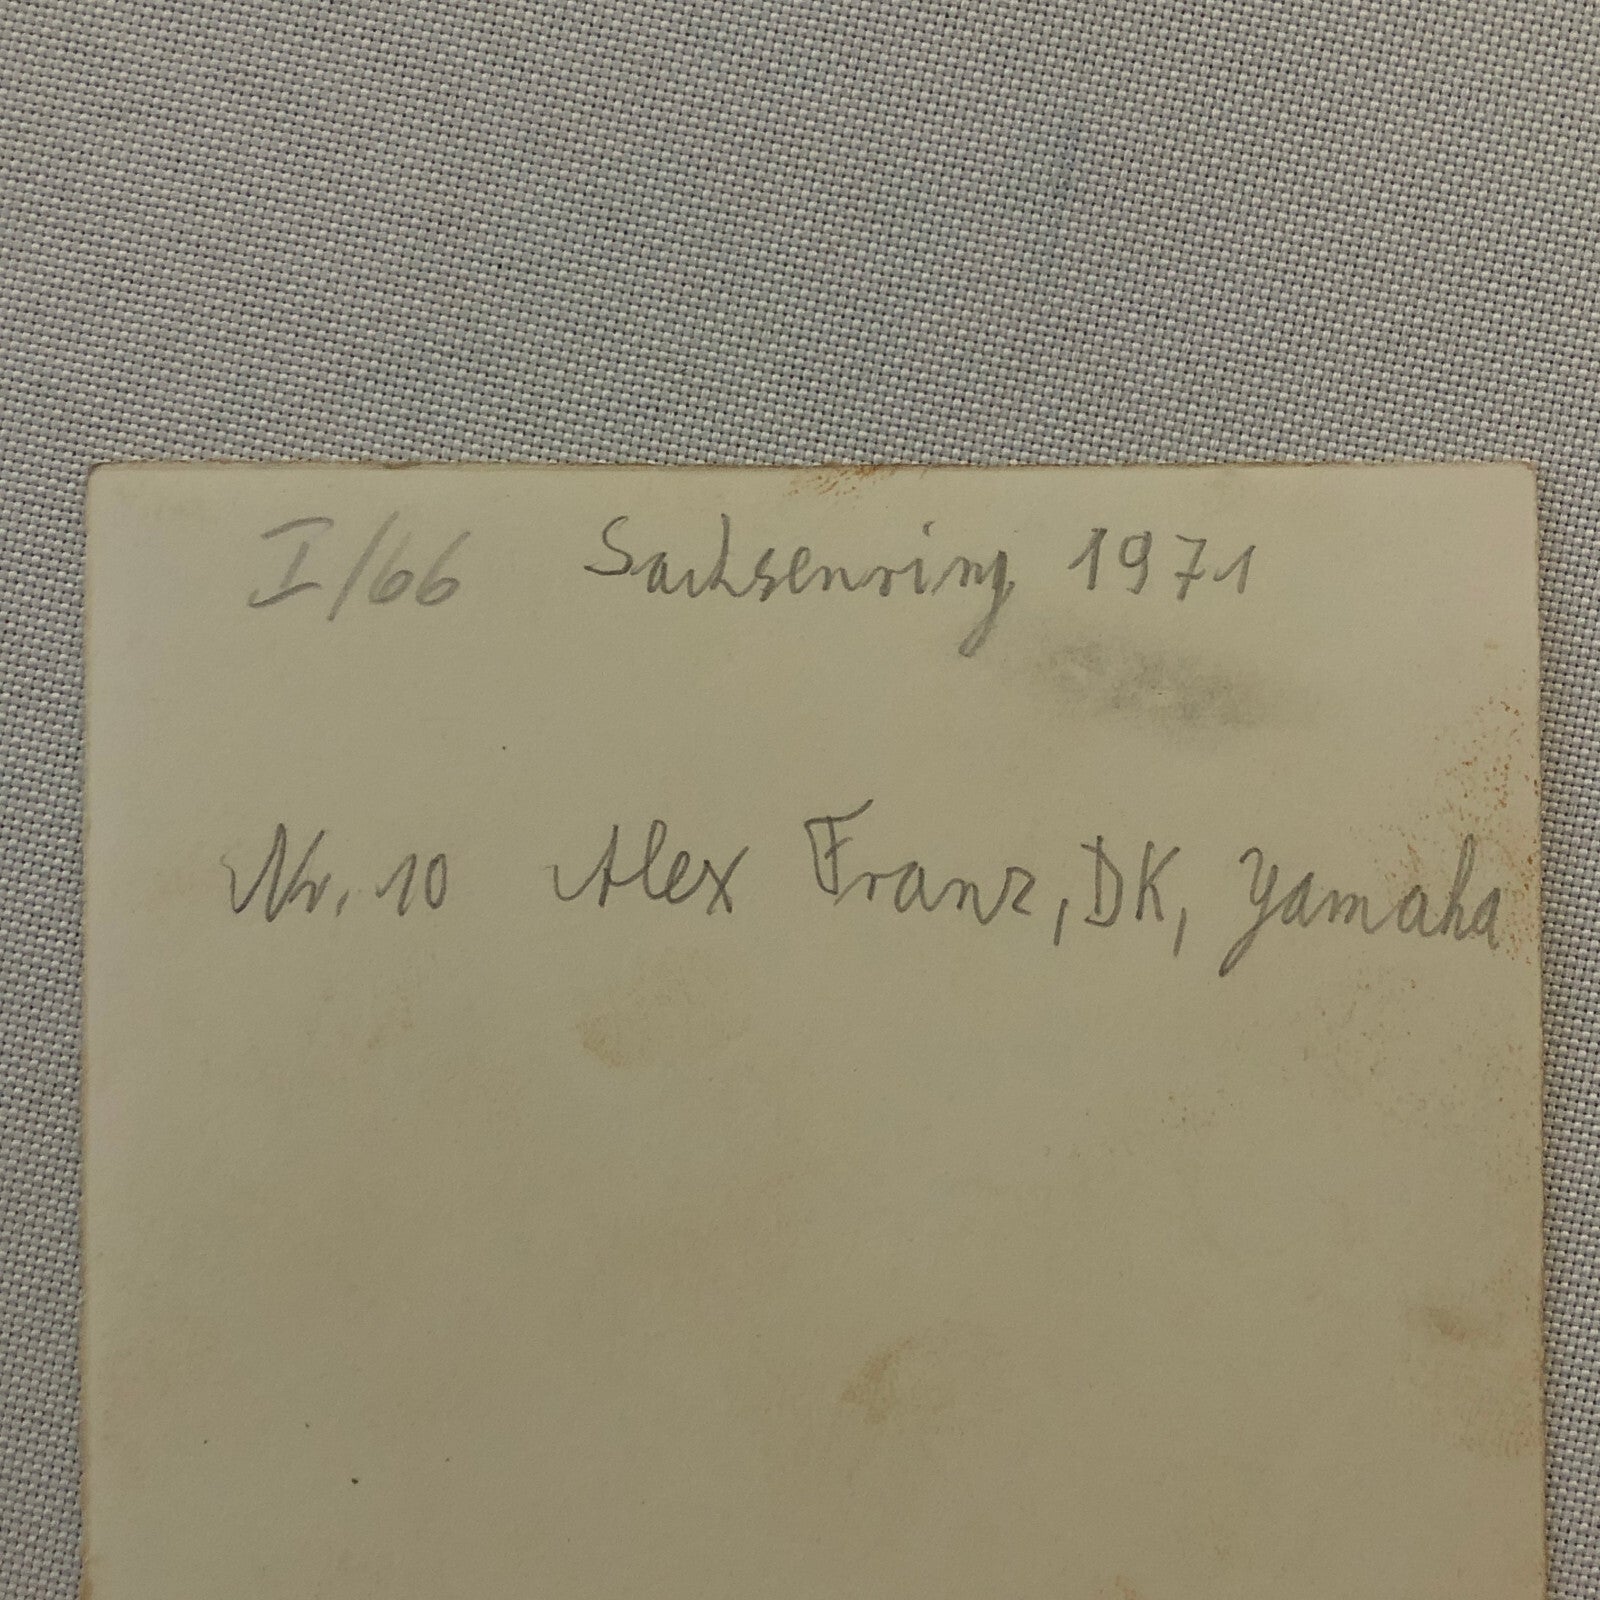 I/66 Sachsenring 1971
Nr. 10 Alex Franz, DK, Yamaha